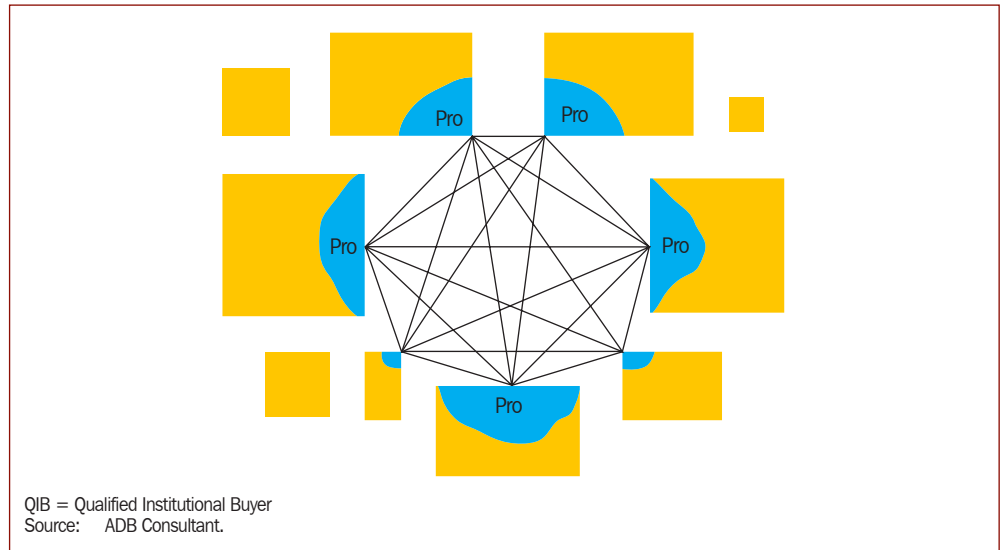 Pro
Pro
Pro
Pro
Pro
QIB = Qualified Institutional Buyer
Source: ADB Consultant.